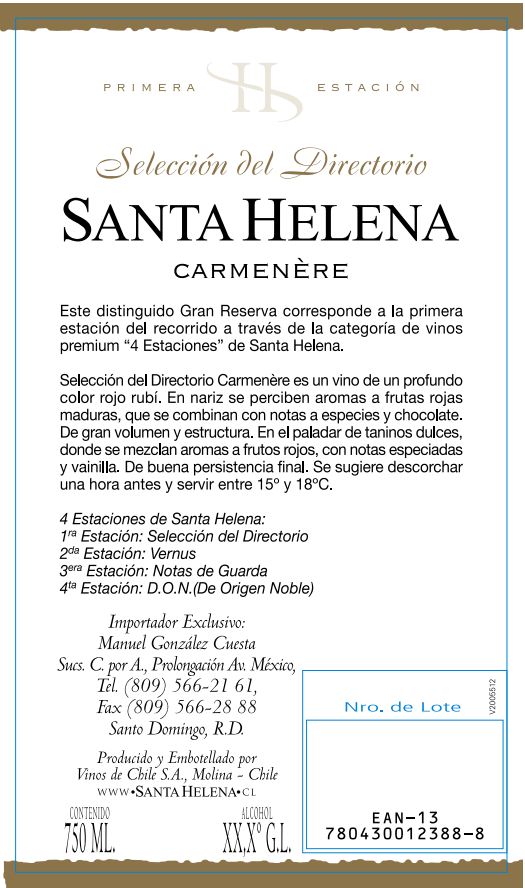 PRIMERA H ESTACIÓN
Selección del Directorio
SANTA HELENA
CARMENÈRE
Este distinguido Gran Reserva corresponde a la primera
estación del recorrido a través de la categoría de vinos
premium “4 Estaciones” de Santa Helena.
Selección del Directorio Carmenère es un vino de un profundo
color rojo rubí. En nariz se perciben aromas a frutas rojas
maduras, que se combinan con notas a especies y chocolate.
De gran volumen y estructura. En el paladar de taninos dulces,
donde se mezclan aromas a frutos rojos, con notas especiadas
y vainilla. De buena persistencia final. Se sugiere descorchar
una hora antes y servir entre 15º y 18ºC.
4 Estaciones de Santa Helena:
1ra Estación: Selección del Directorio
2da Estación: Vernus
3era Estación: Notas de Guarda
4ta Estación: D.O.N.(De Origen Noble)
Importador Exclusivo:
Manuel González Cuesta
Sucs. C. por A., Prolongación Av. México,
Tel. (809) 566-21 61,
Fax (809) 566-28 88
Santo Domingo, R.D.
Producido y Embotellado por
Vinos de Chile S.A., Molina - Chile
WWW•SANTA HELENA•CL
CONTENIDO
750 ML.
ALCOHOL
XX,Xº G.L.
Nro. de Lote
V2005512
EAN-13
780430012388-8